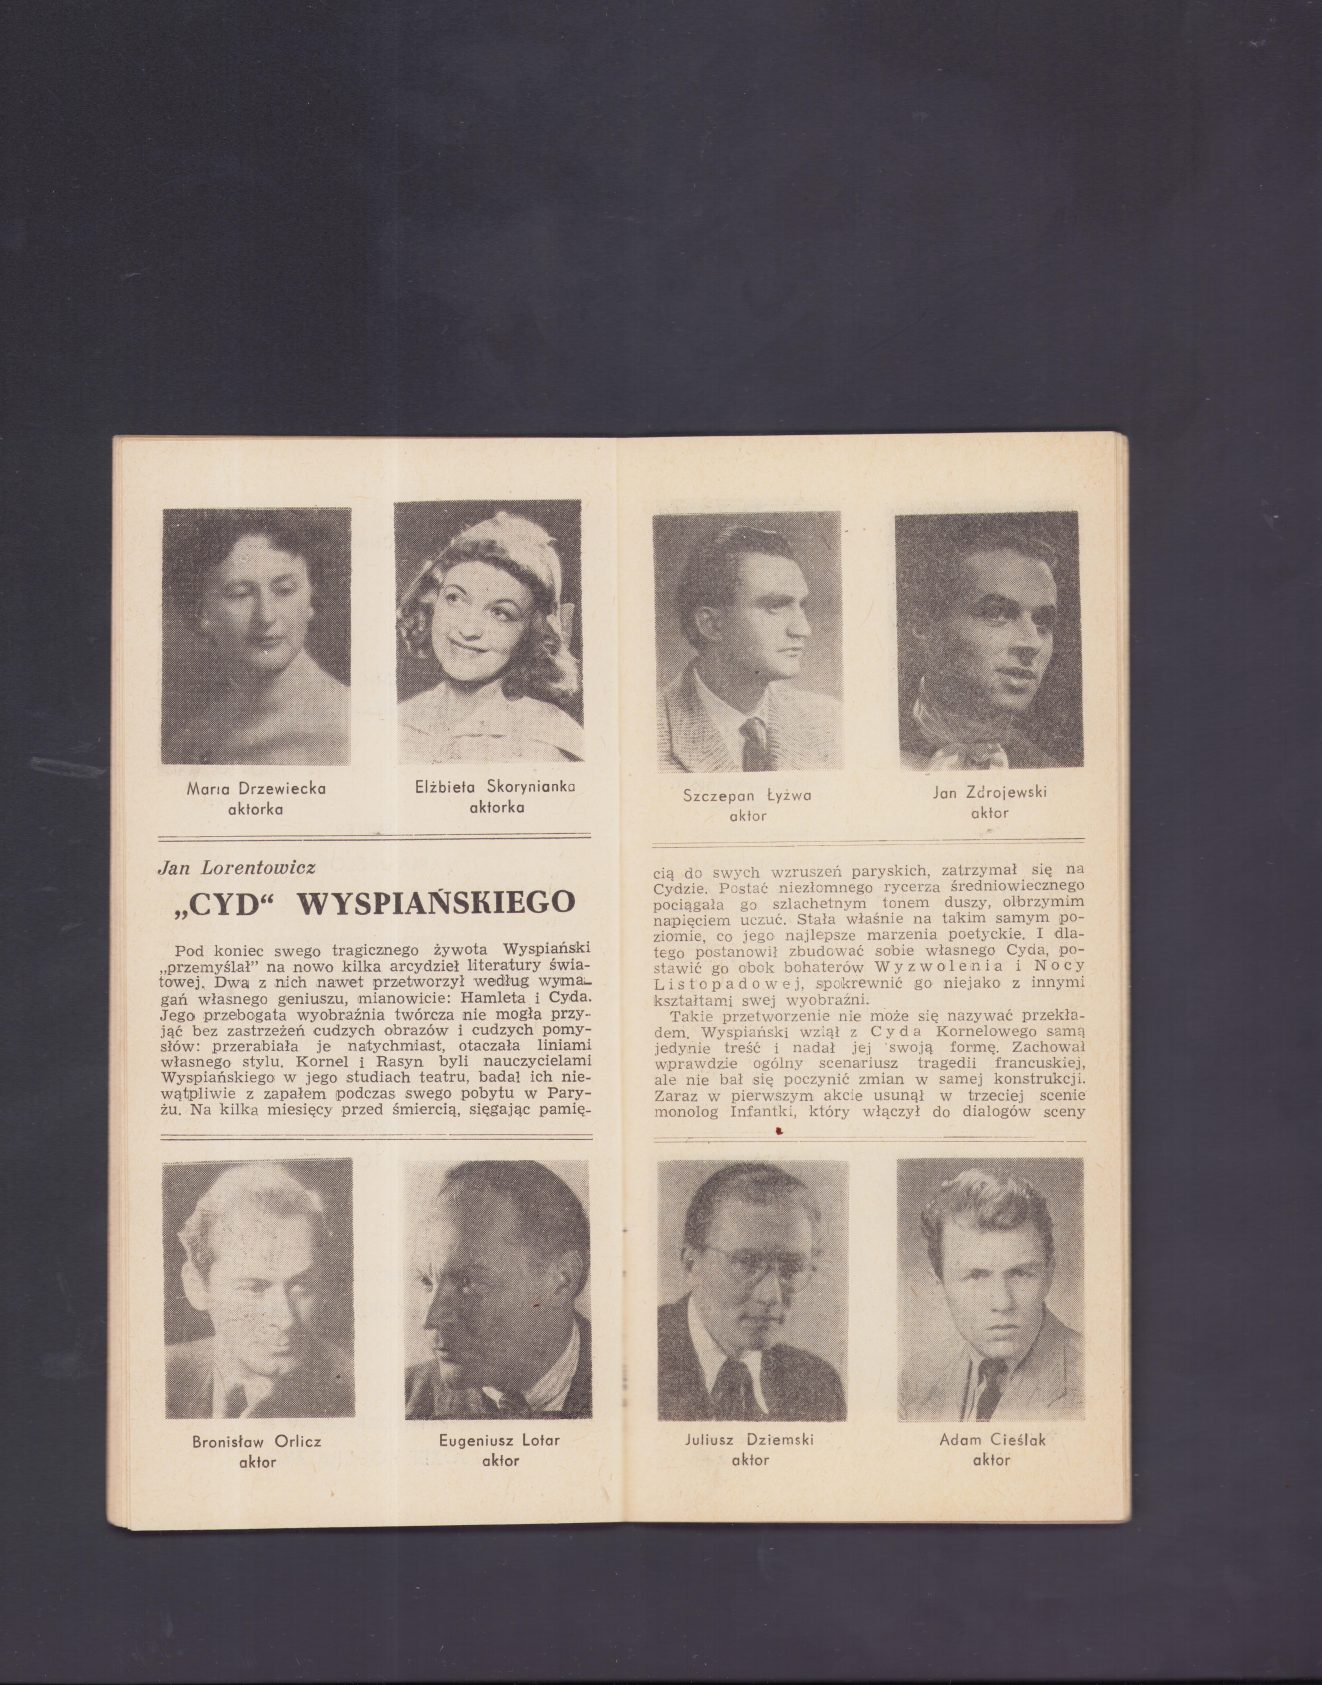 Maria Drzewiecka
aktorka
Elżbieta Skorynianka
aktorka
Jan Lorentowicz
„CYD“ WYSPIAŃSKIEGO
Pod koniec swego tragicznego żywota Wyspiański
„przemyślał” na nowo kilka arcydzieł literatury świa-
towej. Dwa z nich nawet przetworzył według wyma-
gań własnego geniuszu, mianowicie: Hamleta i Cyda.
Jego przebogata wyobraźnia twórcza nie mogła przy-
jąć bez zastrzeżeń cudzych obrazów i cudzych pomy-
słów: przerabiała je natychmiast, otaczała liniami
własnego stylu. Kornel i Rasyn byli nauczycielami
Wyspiańskiego w jego studiach teatru, badał ich nie-
wątpliwie z zapałem podczas swego pobytu w Pary-
żu. Na kilka miesięcy przed śmiercią, sięgając pamię-
Bronisław Orlicz
aktor
Eugeniusz Lotar
aktor
Szczepan Łyżwa
aktor
Jan Zdrojewski
aktor
cią do swych wzruszeń paryskich, zatrzymał się na
Cydzie. Postać niezłomnego rycerza średniowiecznego
pociągała go szlachetnym tonem duszy, olbrzymim
napięciem uczuć. Stała właśnie na takim samym po-
ziomie, co jego najlepsze marzenia poetyckie. I dla-
tego postanowił zbudować sobie własnego Cyda, po-
stawić go obok bohaterów Wyzwolenia i Nocy
Listopadowej, spokrewnić go niejako z innymi
kształtami swej wyobraźni.
Takie przetworzenie nie może się nazywać przekła-
dem. Wyspiański wziął z Cyda Kornelowego samą
jedynie treść i nadał jej swoją formę. Zachował
wprawdzie ogólny scenariusz tragedii francuskiej,
ale nie bał się poczynić zmian w samej konstrukcji.
Zaraz w pierwszym akcie usunął w trzeciej scenie
monolog Infantki, który włączył do dialogów sceny
Juliusz Dziemski
aktor
Adam Cieślak
aktor